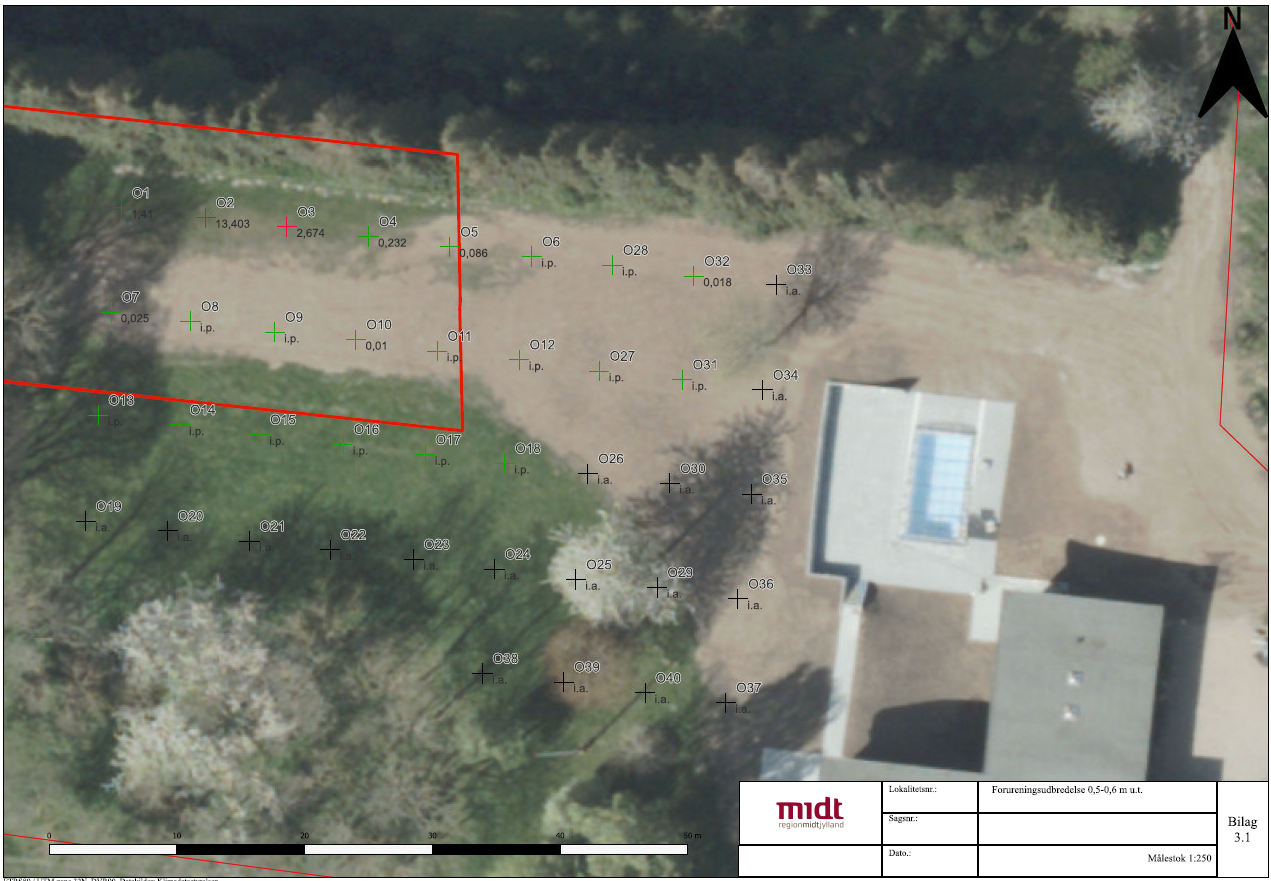 N
O1
1,41
O2
13,403
O3
2,674
O4
0,232
O5
0,086
O6
i.p.
O28
i.p.
O32
0,018
O33
i.a.
O7
0,025
O8
i.p.
O9
i.p.
O10
0,01
O11
i.p.
O12
i.p.
O27
i.p.
O31
i.p.
O34
i.a.
O13
i.p.
O14
i.p.
O15
i.p.
O16
i.p.
O17
i.p.
O18
i.p.
O26
i.a.
O30
i.a.
O35
i.a.
O19
i.a.
O20
i.a.
O21
i.a.
O22
i.a.
O23
i.a.
O24
i.a.
O25
i.a.
O29
i.a.
O36
i.a.
O38
i.a.
O39
i.a.
O40
i.a.
O37
i.a.
0 10 20 30 40 50 m
midt
regionmidtjylland
Lokalitetsnr.:
Forureningsudbredelse 0,5-0,6 m u.t.
Sagsnr.:
Dato.:
Målestok 1:250
Bilag
3.1